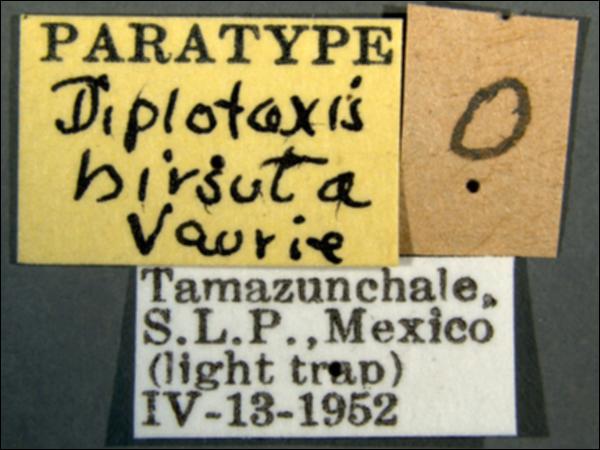 PARATYPE
Diplotaxis
hirsuta
Vaurie
O
Tamazunchale,
S.L.P., Mexico
(light trap)
IV-13-1952